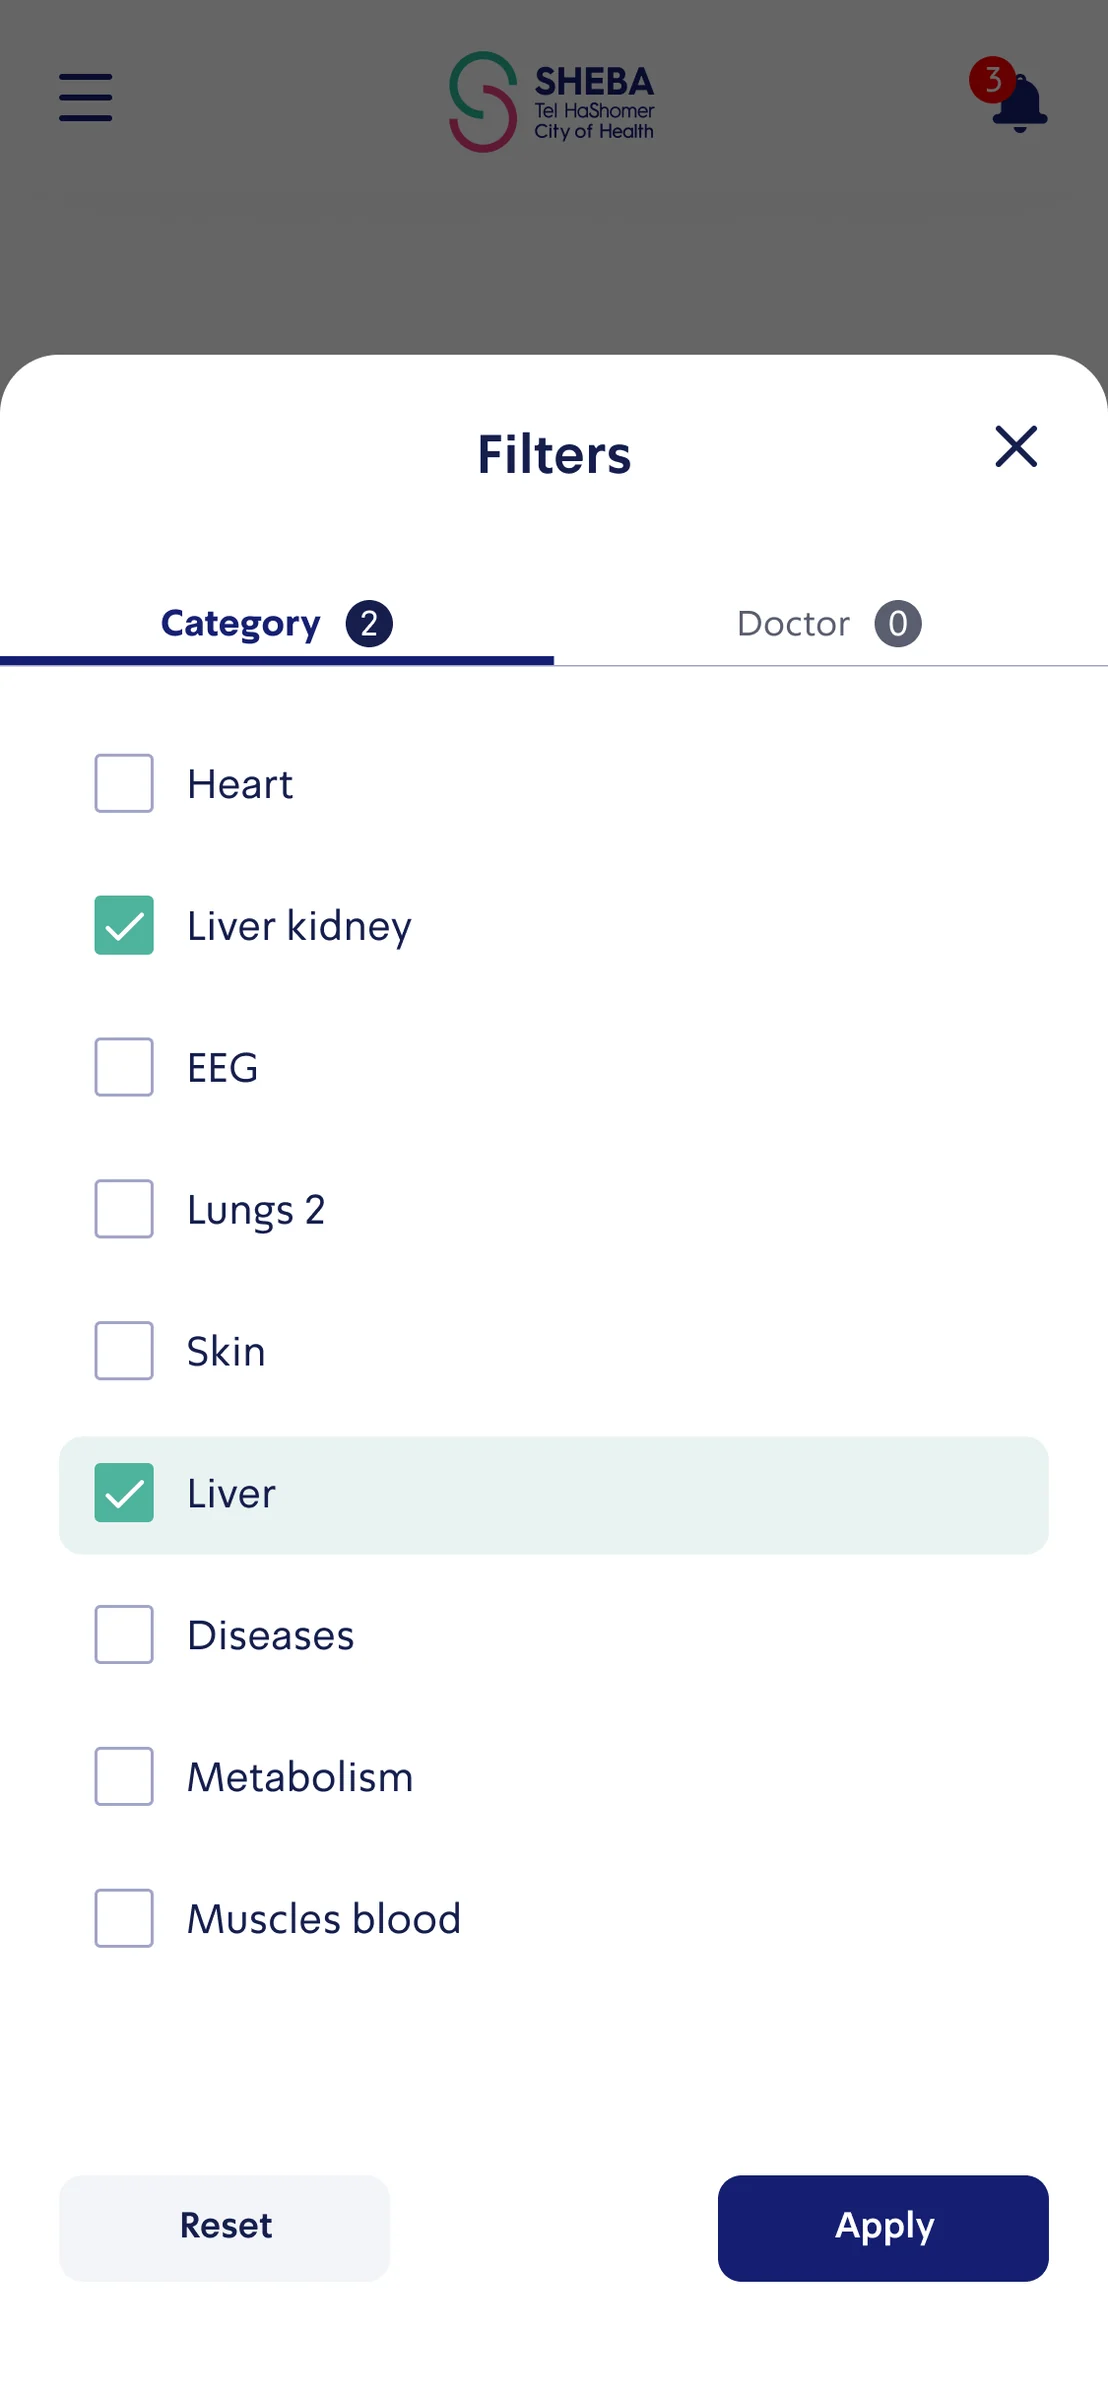 SHEBA
Tel HaShomer
City of Health
3
Filters
Category 2
Doctor 0
Heart
Liver kidney
EEG
Lungs 2
Skin
Liver
Diseases
Metabolism
Muscles blood
Reset
Apply